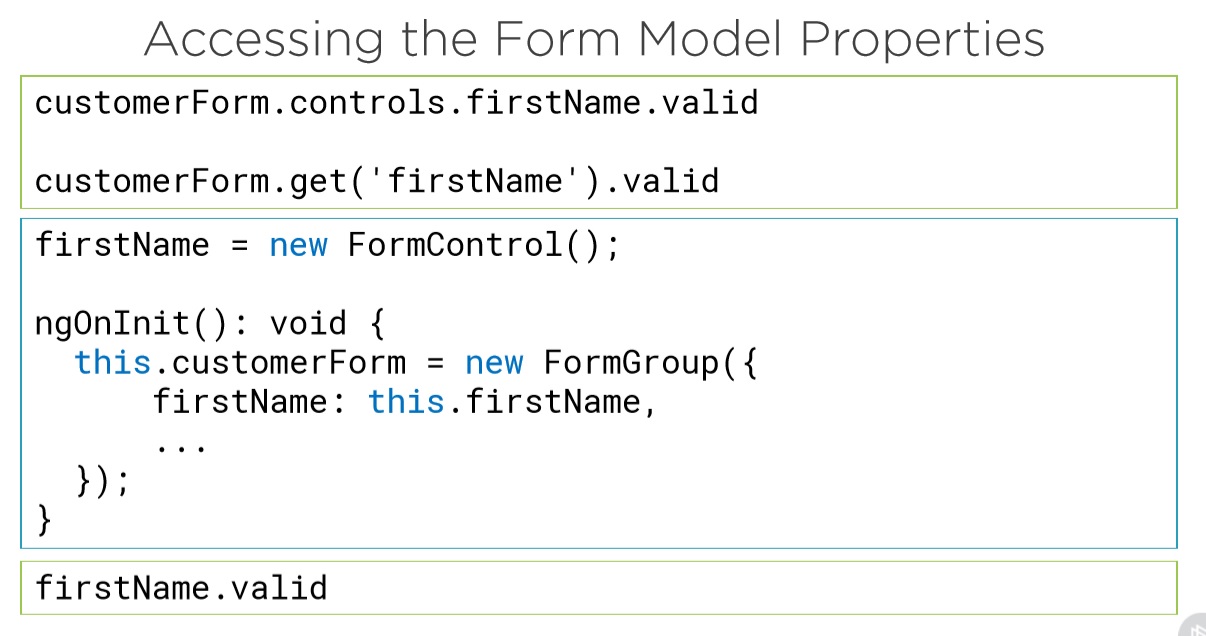 Accessing the Form Model Properties
customerForm.controls.firstName.valid
customerForm.get('firstName').valid
firstName = new FormControl();
ngOnInit(): void {
  this.customerForm = new FormGroup({
      firstName: this.firstName,
      ...
  });
}
firstName.valid